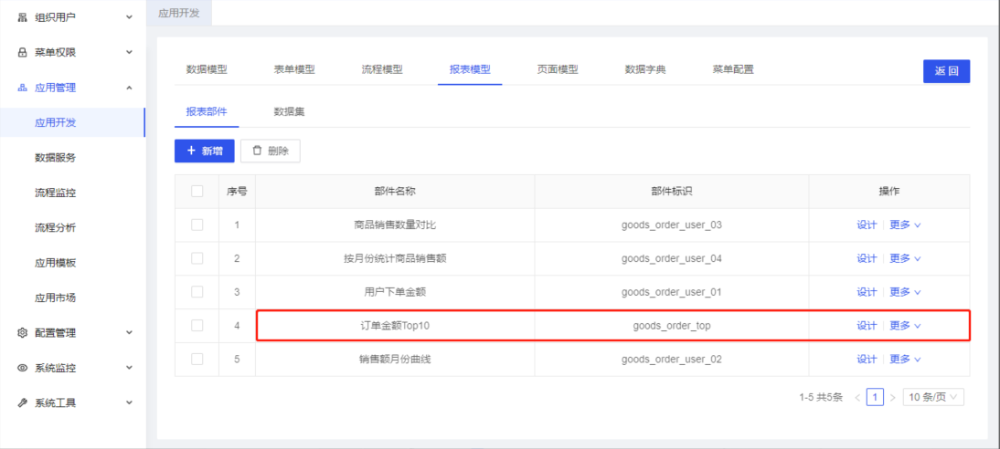 组织用户
菜单权限
应用管理
应用开发
数据服务
流程监控
流程分析
应用模板
应用市场
配置管理
系统监控
系统工具
应用开发
数据模型 表单模型 流程模型 报表模型 页面模型 数据字典 菜单配置 返回
报表部件 数据集
+ 新增 删除
序号 部件名称 部件标识 操作
1 商品销售数量对比 goods_order_user_03 设计 更多
2 按月份统计商品销售额 goods_order_user_04 设计 更多
3 用户下单金额 goods_order_user_01 设计 更多
4 订单金额Top10 goods_order_top 设计 更多
5 销售额月份曲线 goods_order_user_02 设计 更多
1-5 共5条 < 1 > 10 条/页